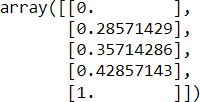 array([[0.        ],
[0.28571429],
[0.35714286],
[0.42857143],
[1.        ]])